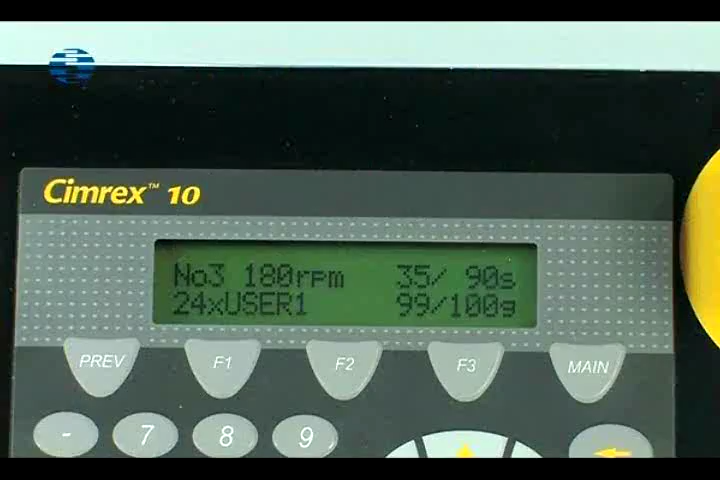 Cimrex™ 10
No3 180rpm 35/ 90s
24xUSER1 99/100g
PREV F1 F2 F3 MAIN
- 7 8 9